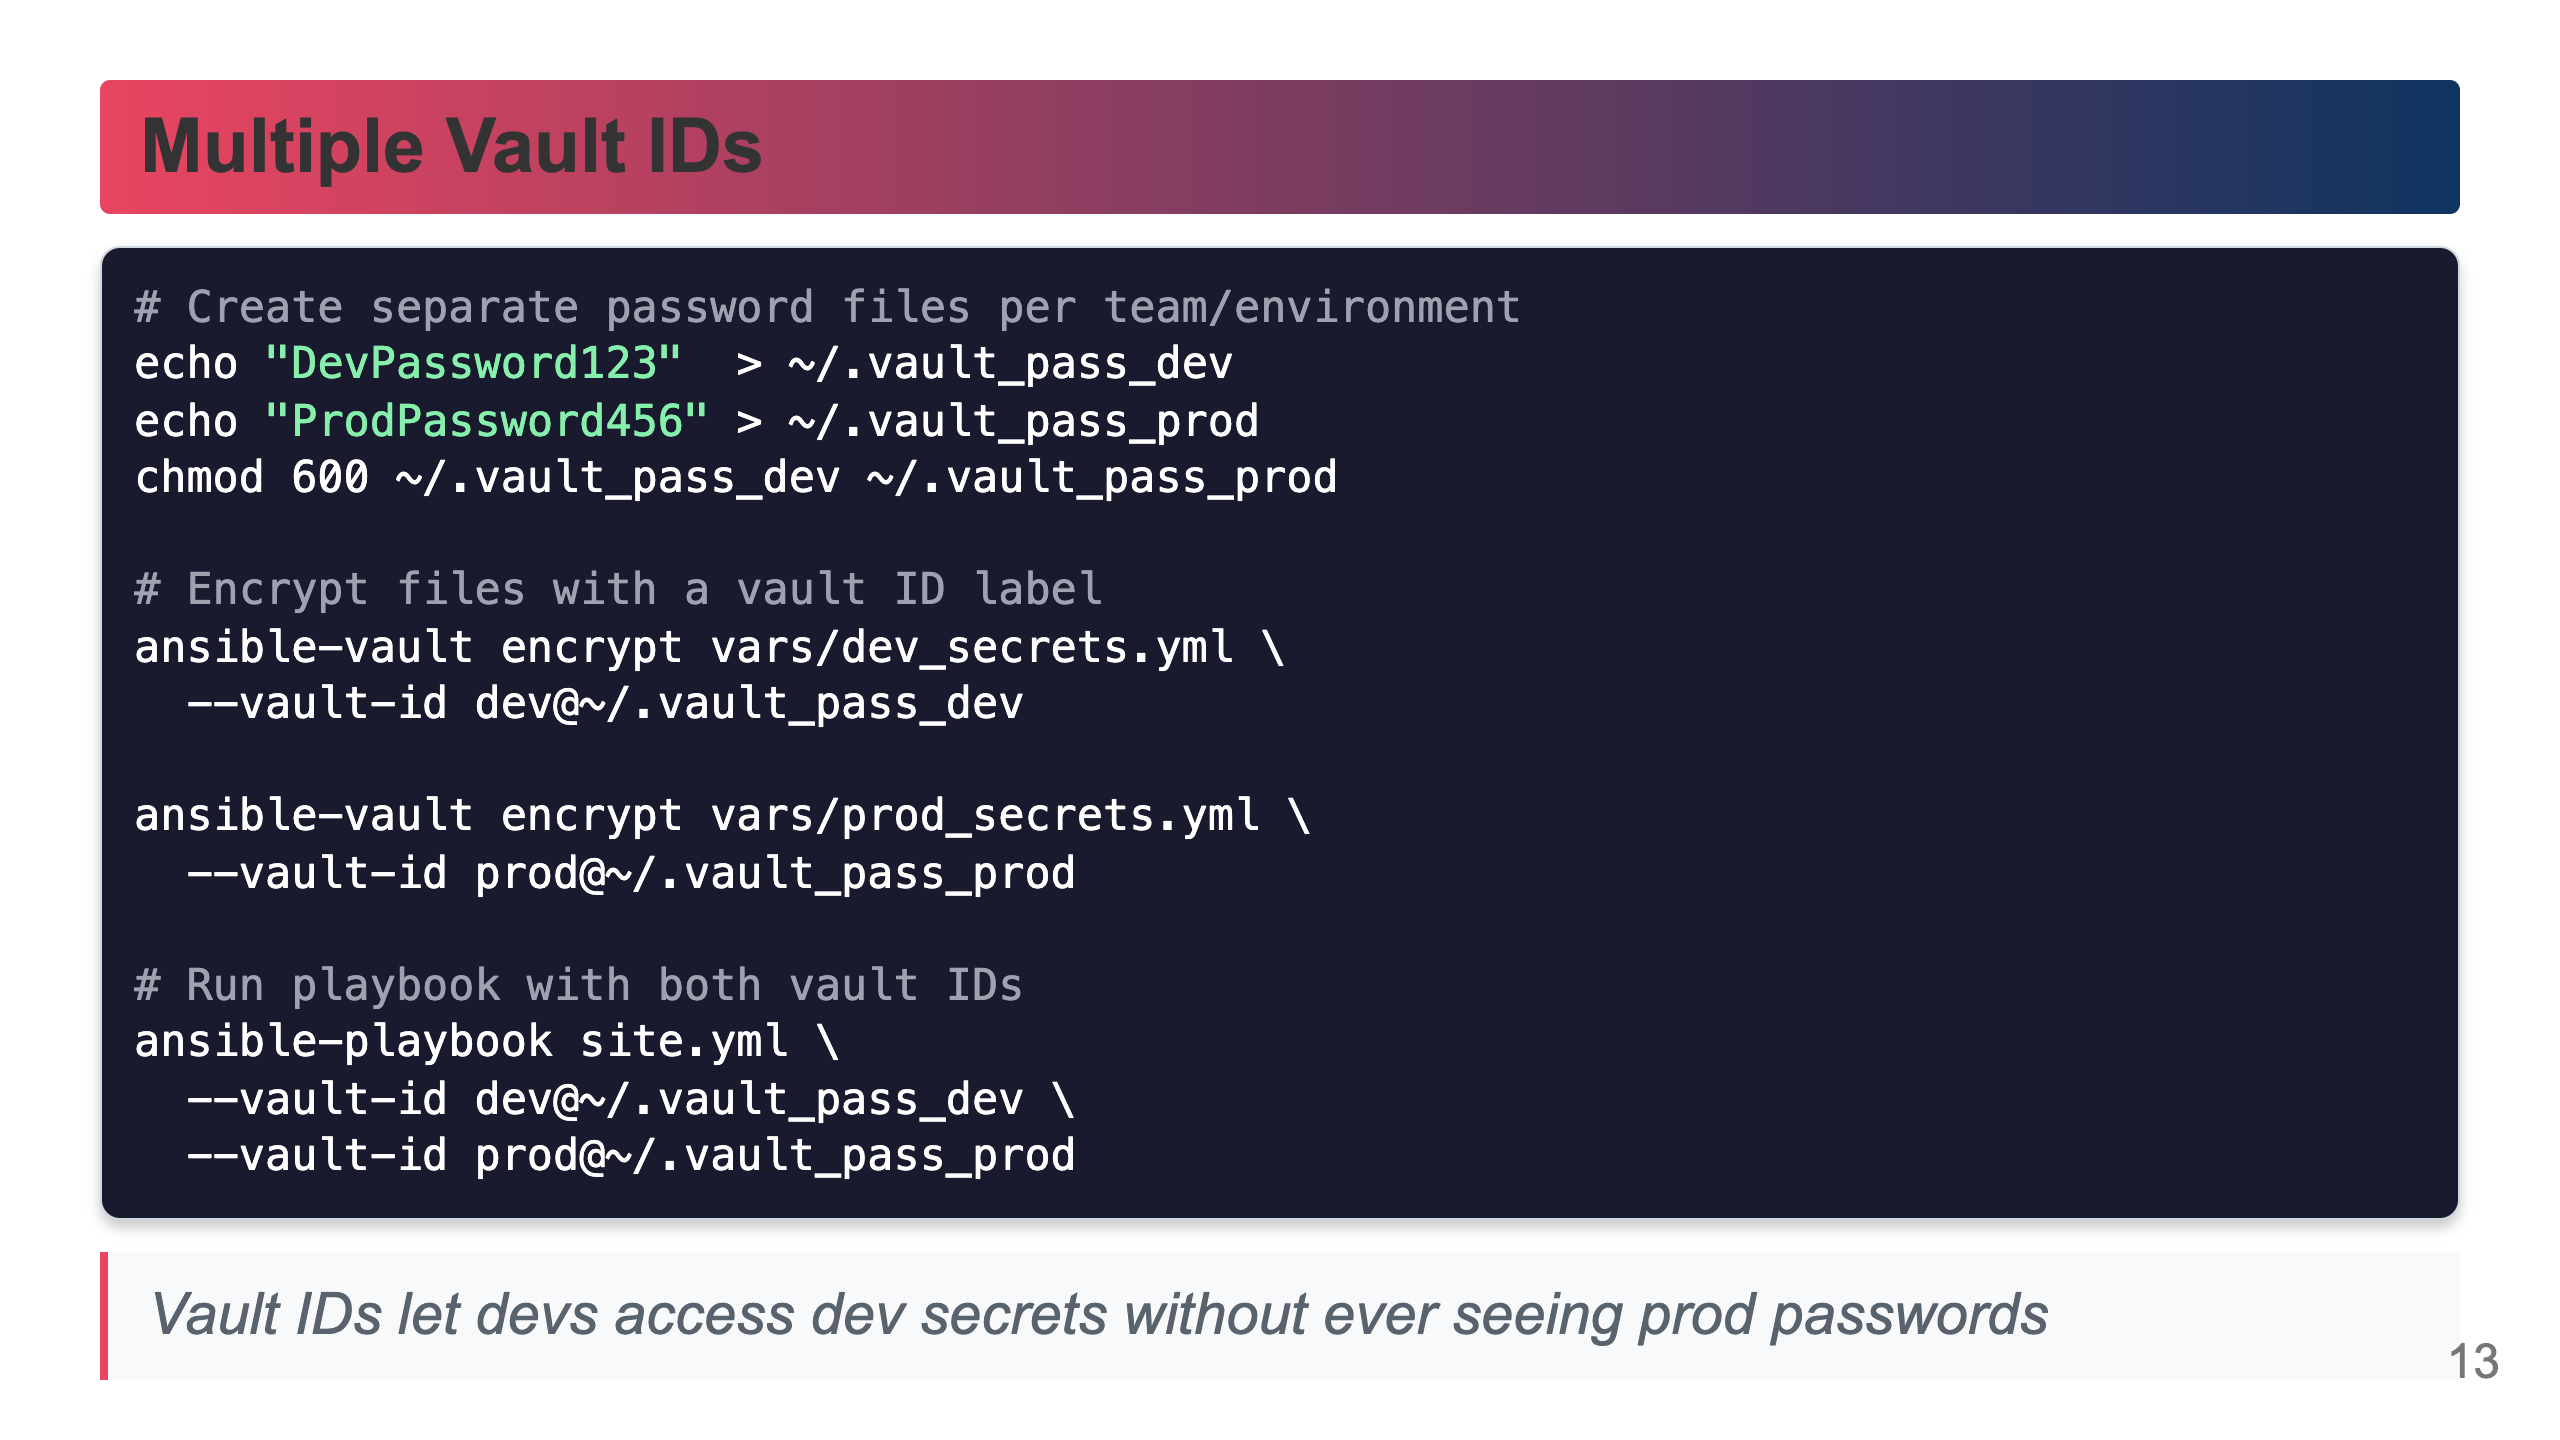 Multiple Vault IDs
# Create separate password files per team/environment
echo "DevPassword123"  > ~/.vault_pass_dev
echo "ProdPassword456" > ~/.vault_pass_prod
chmod 600 ~/.vault_pass_dev ~/.vault_pass_prod
# Encrypt files with a vault ID label
ansible-vault encrypt vars/dev_secrets.yml \
  --vault-id dev@~/.vault_pass_dev
ansible-vault encrypt vars/prod_secrets.yml \
  --vault-id prod@~/.vault_pass_prod
# Run playbook with both vault IDs
ansible-playbook site.yml \
  --vault-id dev@~/.vault_pass_dev \
  --vault-id prod@~/.vault_pass_prod
Vault IDs let devs access dev secrets without ever seeing prod passwords
13